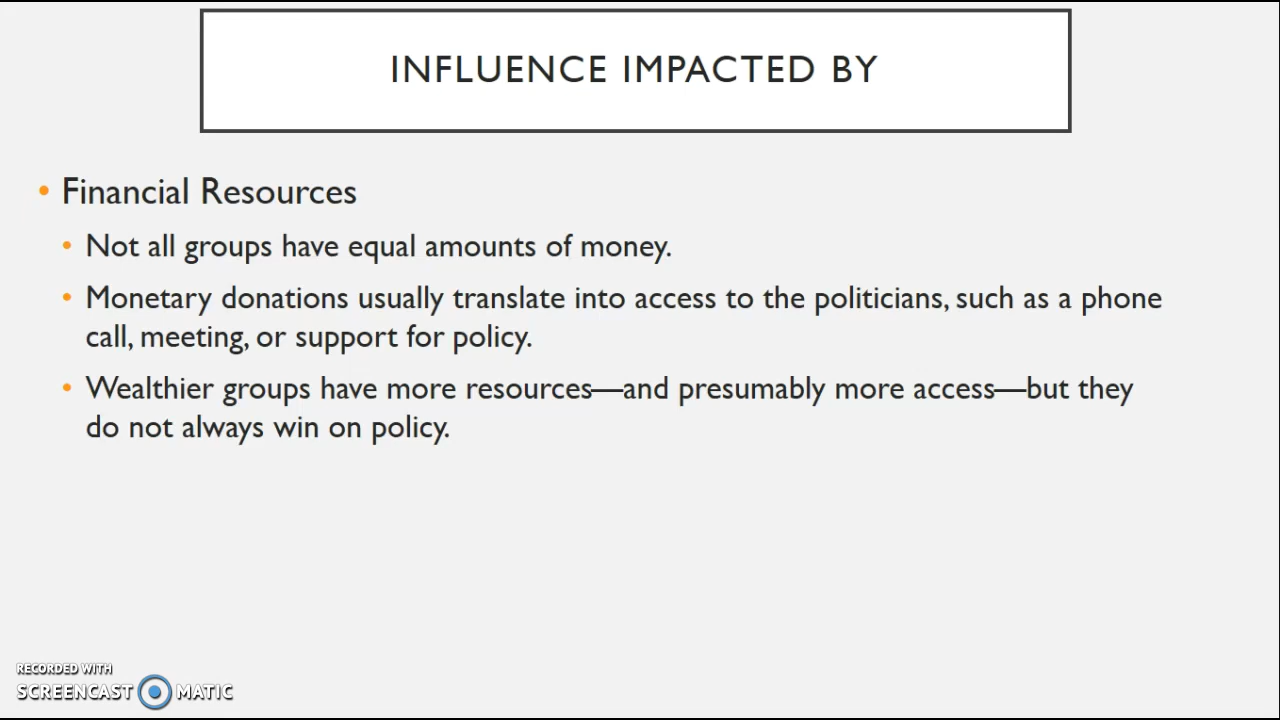 INFLUENCE IMPACTED BY
• Financial Resources
• Not all groups have equal amounts of money.
• Monetary donations usually translate into access to the politicians, such as a phone
call, meeting, or support for policy.
• Wealthier groups have more resources—and presumably more access—but they
do not always win on policy.
RECORDED WITH
SCREENCAST MATIC